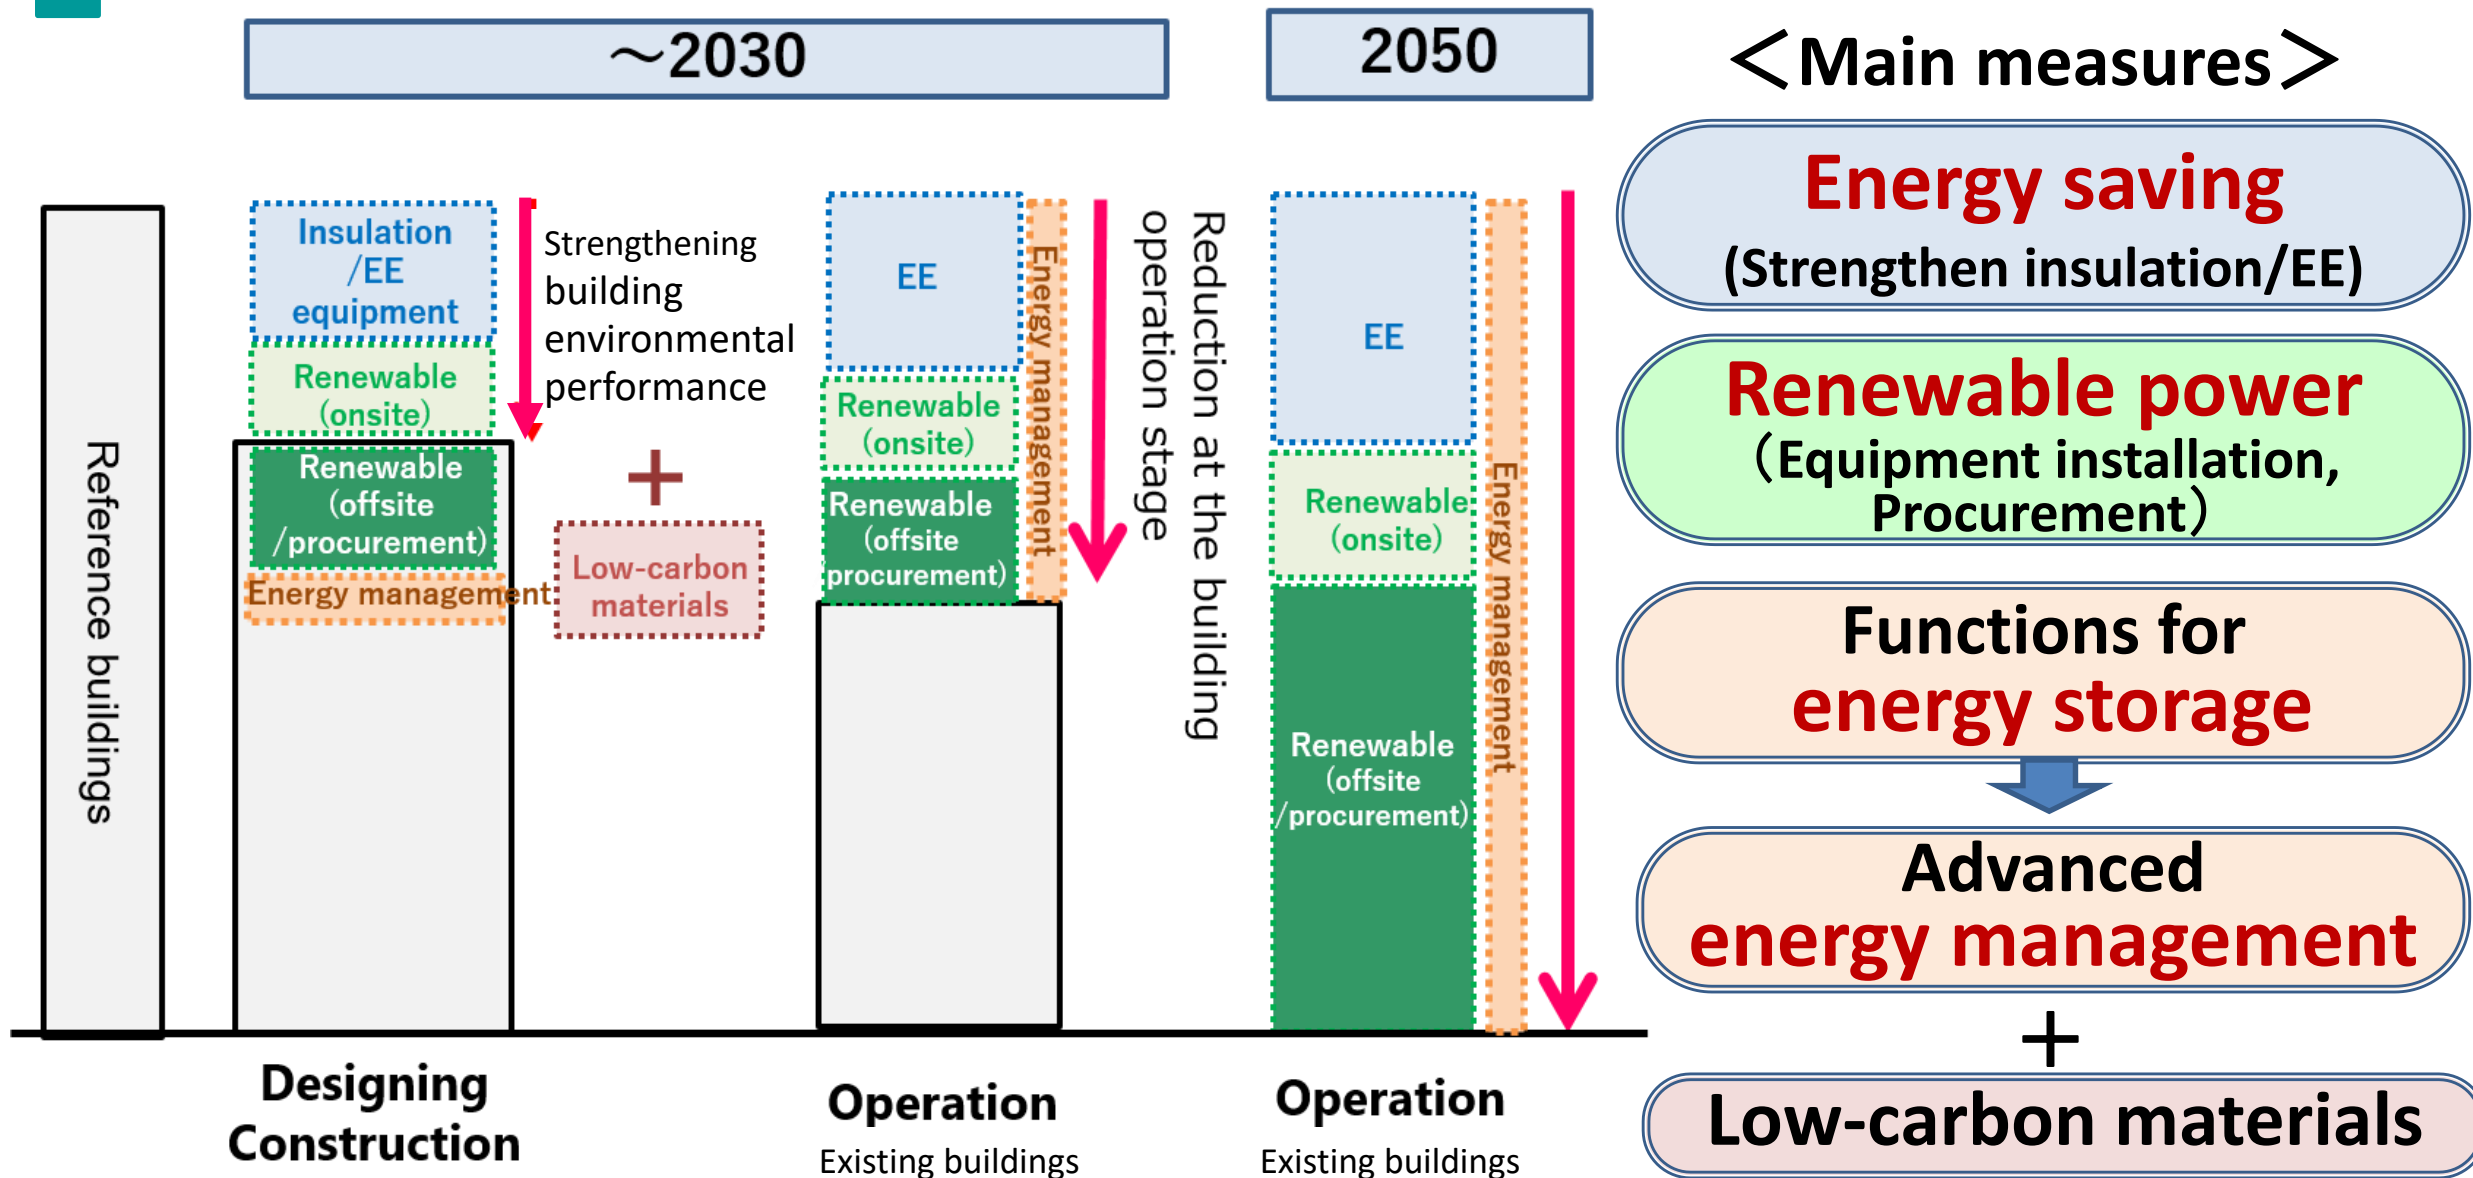 ～2030
2050
＜Main measures＞
Reference buildings
Insulation
/EE
equipment
Renewable
(onsite)
Renewable
(offsite
/procurement)
Energy management
Strengthening
building
environmental
performance
+
Low-carbon
materials
EE
Renewable
(onsite)
Renewable
(offsite
procurement)
Energy management
Reduction at the building
operation stage
EE
Renewable
(onsite)
Renewable
(offsite
/procurement)
Energy management
Designing
Construction
Operation
Existing buildings
Operation
Existing buildings
Energy saving
(Strengthen insulation/EE)
Renewable power
（Equipment installation,
Procurement）
Functions for
energy storage
Advanced
energy management
+
Low-carbon materials